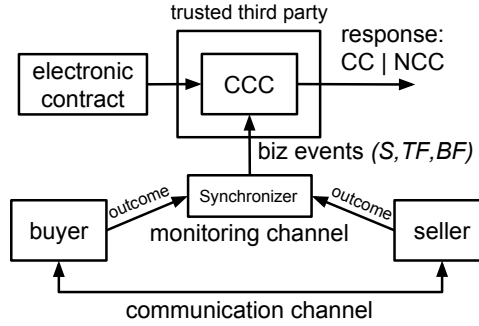 trusted third party
response:
CC | NCC
electronic
contract
CCC
biz events (S,TF,BF)
outcome
Synchronizer
outcome
buyer
monitoring channel
seller
communication channel